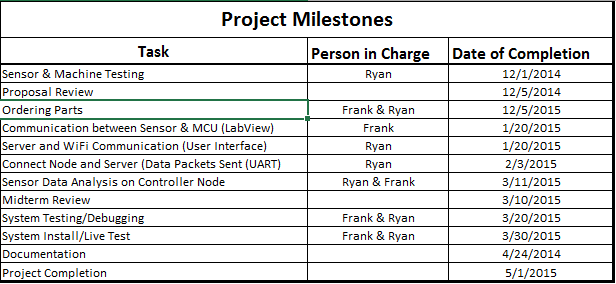 Project Milestones
Task Person in Charge Date of Completion
Sensor & Machine Testing Ryan 12/1/2014
Proposal Review 12/5/2014
Ordering Parts Frank & Ryan 12/5/2015
Communication between Sensor & MCU (LabView) Frank 1/20/2015
Server and WiFi Communication (User Interface) Ryan 1/20/2015
Connect Node and Server (Data Packets Sent (UART) Ryan 2/3/2015
Sensor Data Analysis on Controller Node Ryan & Frank 3/11/2015
Midterm Review 3/10/2015
System Testing/Debugging Frank & Ryan 3/20/2015
System Install/Live Test Frank & Ryan 3/30/2015
Documentation 4/24/2014
Project Completion 5/1/2015